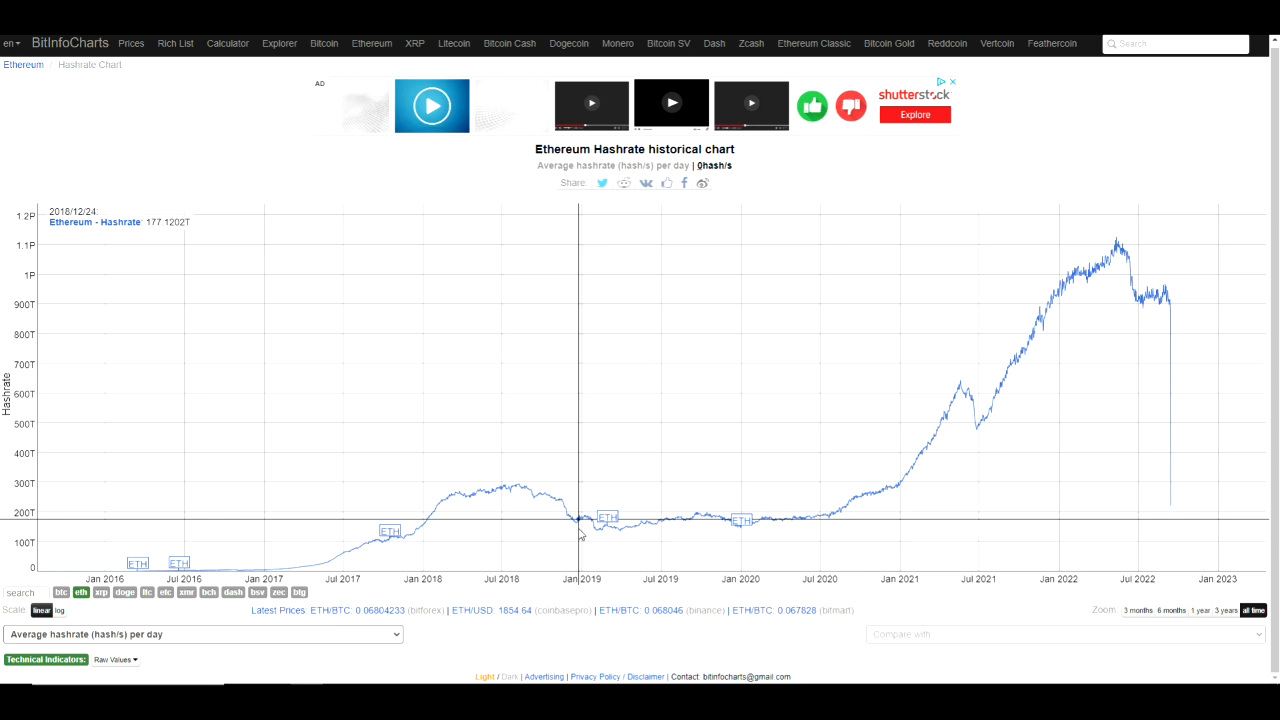 en BitInfoCharts Prices Rich List Calculator Explorer Bitcoin Ethereum XRP Litecoin Bitcoin Cash Dogecoin Monero Bitcoin SV Dash Zcash Ethereum Classic Bitcoin Gold Reddcoin Vertcoin Feathercoin Search
Ethereum / Hashrate Chart
AD
shutterstock
Explore
Ethereum Hashrate historical chart
Average hashrate (hash/s) per day | 0hash/s
Share:
2018/12/24:
Ethereum - Hashrate: 177.1202T
1.2P
1.1P
1P
900T
800T
700T
600T
500T
400T
300T
200T
100T
0
Hashrate
ETH ETH ETH ETH ETH
Jan 2016 Jul 2016 Jan 2017 Jul 2017 Jan 2018 Jul 2018 Jan 2019 Jul 2019 Jan 2020 Jul 2020 Jan 2021 Jul 2021 Jan 2022 Jul 2022 Jan 2023
search btc eth xrp doge ltc etc xmr bch dash bsv zec btg
Scale: linear log
Latest Prices: ETH/BTC: 0.06804233 (bitforex) | ETH/USD: 1854.64 (coinbasepro) | ETH/BTC: 0.068046 (binance) | ETH/BTC: 0.067828 (bitmart)
Zoom: 3 months 6 months 1 year 3 years all time
Average hashrate (hash/s) per day
Compare with
Technical Indicators: Raw Values
Light / Dark | Advertising | Privacy Policy / Disclaimer | Contact: bitinfocharts@gmail.com